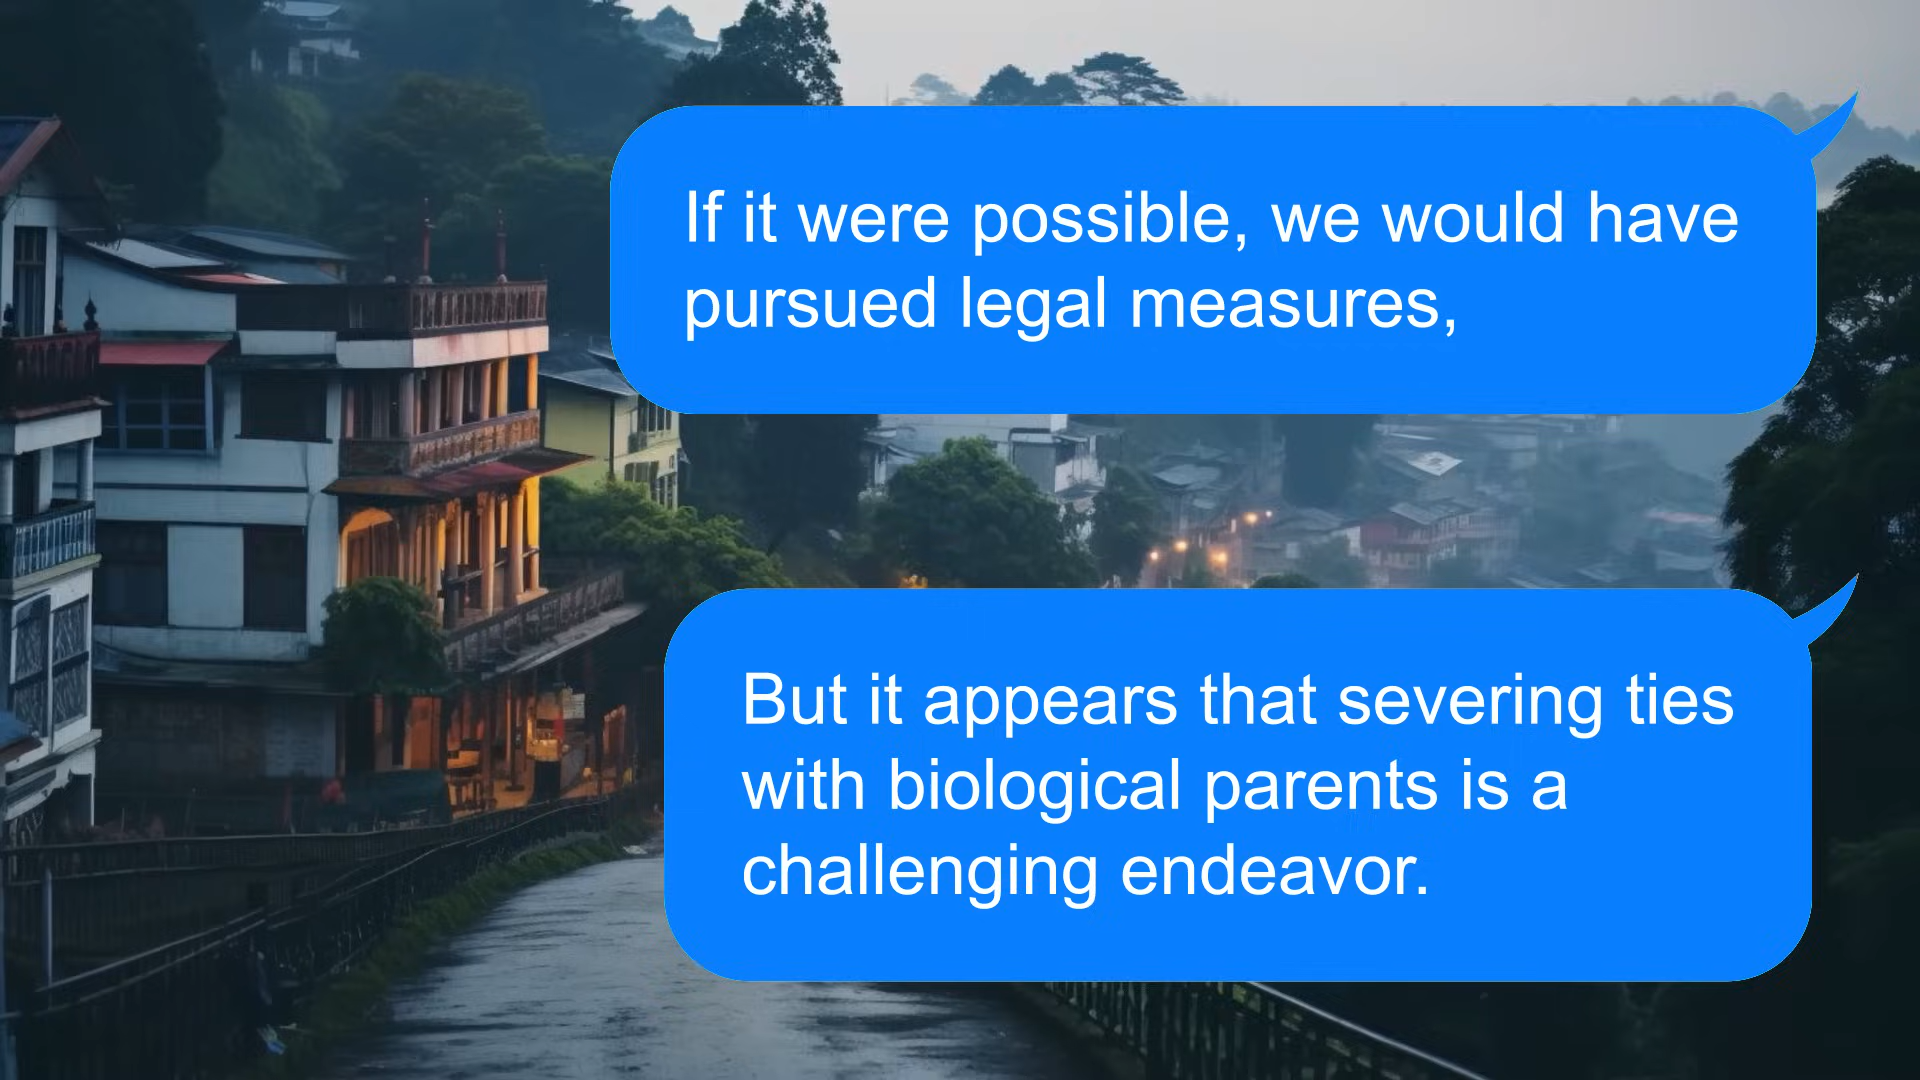 If it were possible, we would have
pursued legal measures,
But it appears that severing ties
with biological parents is a
challenging endeavor.